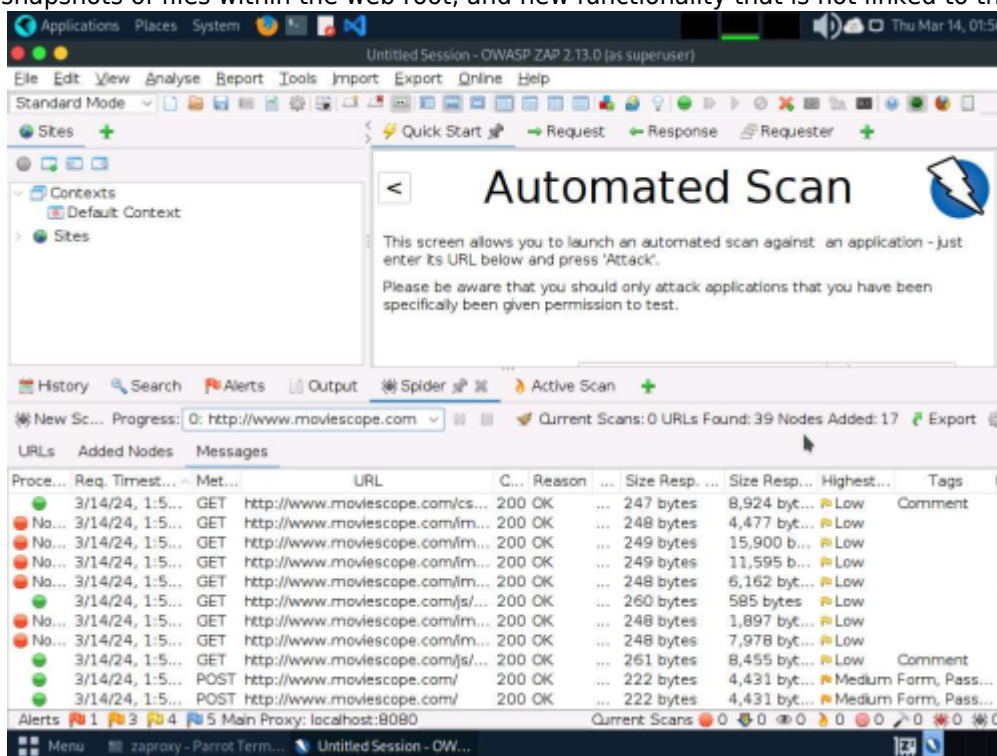 snapshots of files within the web root, and new functionality that is not linked to th
Applications Places System Thu Mar 14, 01:5
Untitled Session - OWASP ZAP 2.13.0 (as superuser)
File Edit View Analyse Report Tools Import Export Online Help
Standard Mode
Sites Quick Start Request Response Requester
Contexts
Default Context
Sites
<
Automated Scan
This screen allows you to launch an automated scan against an application - just
enter its URL below and press 'Attack'.
Please be aware that you should only attack applications that you have been
specifically been given permission to test.
History Search Alerts Output Spider Active Scan
New Sc... Progress: 0: http://www.moviescope.com Current Scans: 0 URLs Found: 39 Nodes Added: 17 Export
URLs Added Nodes Messages
Proce... Req. Timest... Met... URL C... Reason ... Size Resp. ... Size Resp... Highest... Tags
3/14/24, 1:5... GET http://www.moviescope.com/cs... 200 OK ... 247 bytes 8,924 byt... Low Comment
No... 3/14/24, 1:5... GET http://www.moviescope.com/im... 200 OK ... 248 bytes 4,477 byt... Low
No... 3/14/24, 1:5... GET http://www.moviescope.com/im... 200 OK ... 249 bytes 15,900 b... Low
No... 3/14/24, 1:5... GET http://www.moviescope.com/im... 200 OK ... 249 bytes 11,595 b... Low
No... 3/14/24, 1:5... GET http://www.moviescope.com/im... 200 OK ... 248 bytes 6,162 byt... Low
3/14/24, 1:5... GET http://www.moviescope.com/js/... 200 OK ... 260 bytes 585 bytes Low
No... 3/14/24, 1:5... GET http://www.moviescope.com/im... 200 OK ... 248 bytes 1,897 byt... Low
No... 3/14/24, 1:5... GET http://www.moviescope.com/im... 200 OK ... 248 bytes 7,978 byt... Low
3/14/24, 1:5... GET http://www.moviescope.com/js/... 200 OK ... 261 bytes 8,455 byt... Low Comment
3/14/24, 1:5... POST http://www.moviescope.com/ 200 OK ... 222 bytes 4,431 byt... Medium Form, Pass...
3/14/24, 1:5... POST http://www.moviescope.com/ 200 OK ... 222 bytes 4,431 byt... Medium Form, Pass...
Alerts 1 3 4 5 Main Proxy: localhost:8080 Current Scans 0 0 0 0 0 0 0
Menu zaproxy - Parrot Term... Untitled Session - OW...